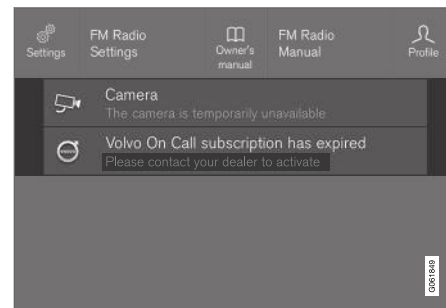 Settings
FM Radio
Settings
Owner's
manual
FM Radio
Manual
Profile
Camera
The camera is temporarily unavailable
Volvo On Call subscription has expired
Please contact your dealer to activate
G061849